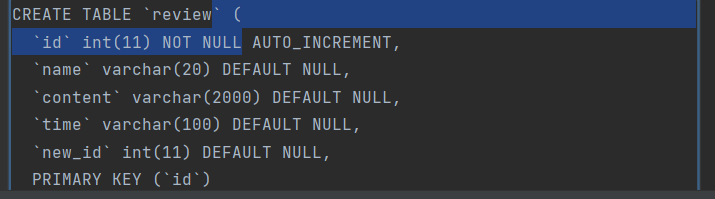 CREATE TABLE `review` (
`id` int(11) NOT NULL AUTO_INCREMENT,
`name` varchar(20) DEFAULT NULL,
`content` varchar(2000) DEFAULT NULL,
`time` varchar(100) DEFAULT NULL,
`new_id` int(11) DEFAULT NULL,
PRIMARY KEY (`id`)